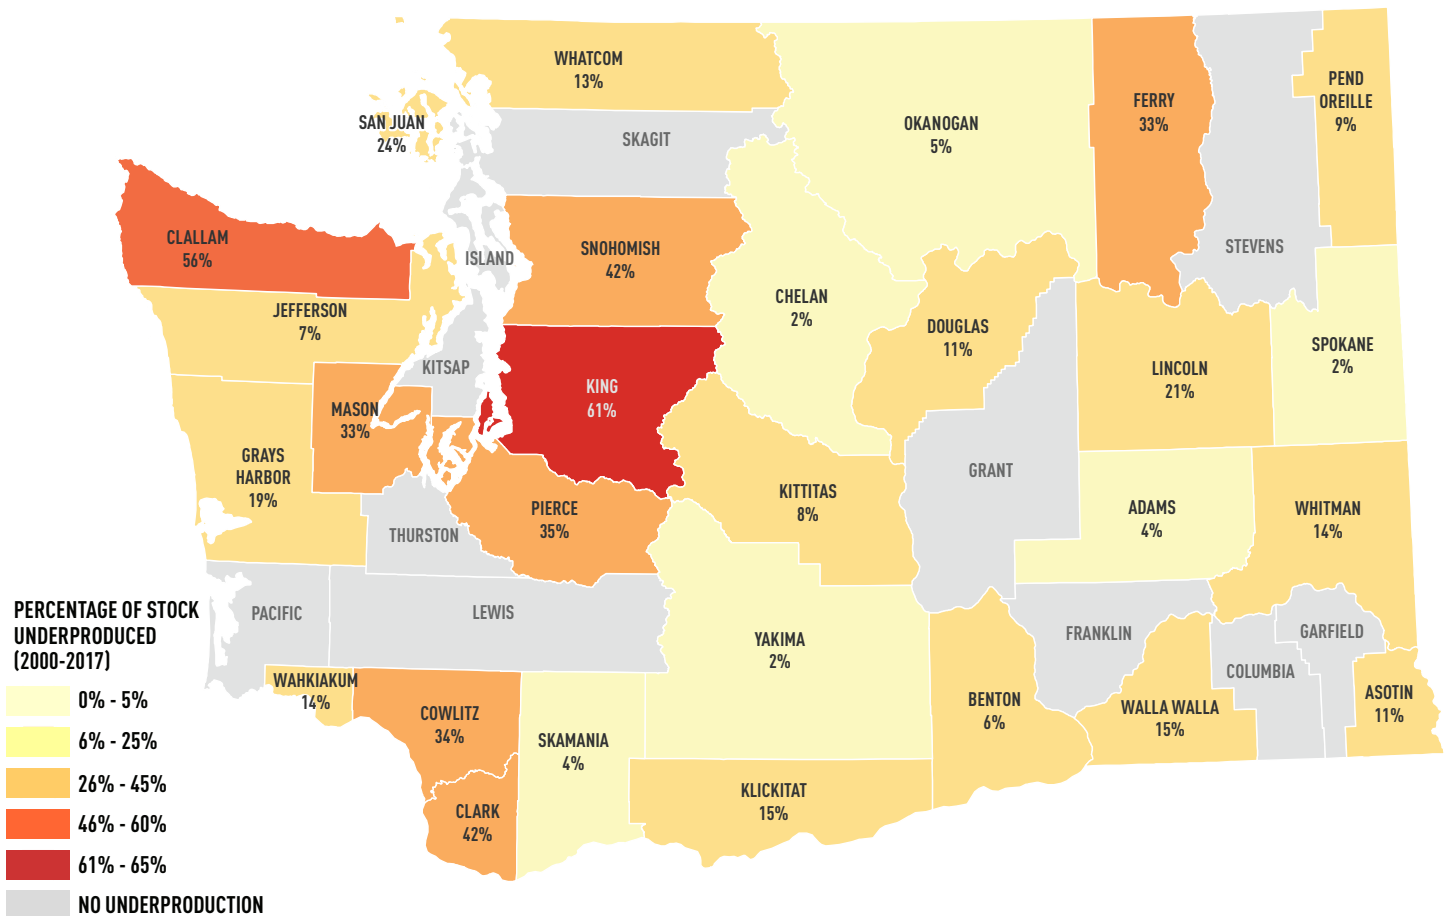 WHATCOM
13%
SAN JUAN
24%
SKAGIT
OKANOGAN
5%
FERRY
33%
PEND
OREILLE
9%
CLALLAM
56%
ISLAND
SNOHOMISH
42%
STEVENS
CHELAN
2%
JEFFERSON
7%
DOUGLAS
11%
KITSAP
SPOKANE
2%
LINCOLN
21%
KING
61%
MASON
33%
GRAYS
HARBOR
19%
GRANT
KITTITAS
8%
PIERCE
35%
ADAMS
4%
WHITMAN
14%
THURSTON
PACIFIC
LEWIS
YAKIMA
2%
FRANKLIN
GARFIELD
COLUMBIA
WAHKIAKUM
14%
COWLITZ
34%
BENTON
6%
WALLA WALLA
15%
ASOTIN
11%
SKAMANIA
4%
KLICKITAT
15%
CLARK
42%
PERCENTAGE OF STOCK
UNDERPRODUCED
(2000-2017)
0% - 5%
6% - 25%
26% - 45%
46% - 60%
61% - 65%
NO UNDERPRODUCTION